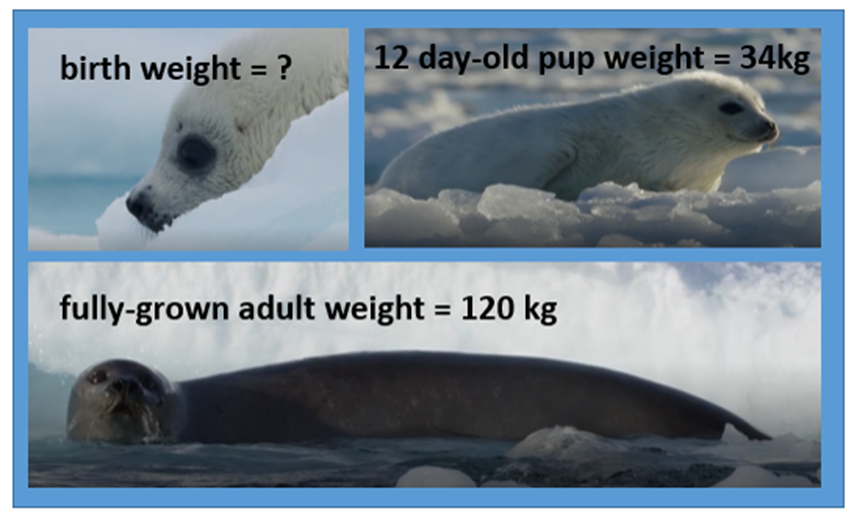 birth weight = ?
12 day-old pup weight = 34kg
fully-grown adult weight = 120 kg